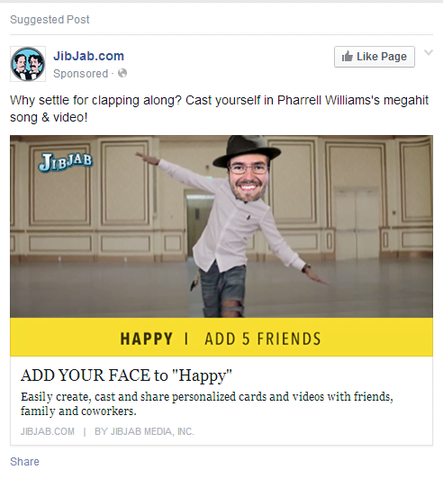 Suggested Post
JibJab.com
Like Page
Sponsored ·
Why settle for clapping along? Cast yourself in Pharrell Williams's megahit
song & video!
JIBJAB
HAPPY | ADD 5 FRIENDS
ADD YOUR FACE to "Happy"
Easily create, cast and share personalized cards and videos with friends,
family and coworkers.
JIBJAB.COM | BY JIBJAB MEDIA, INC.
Share